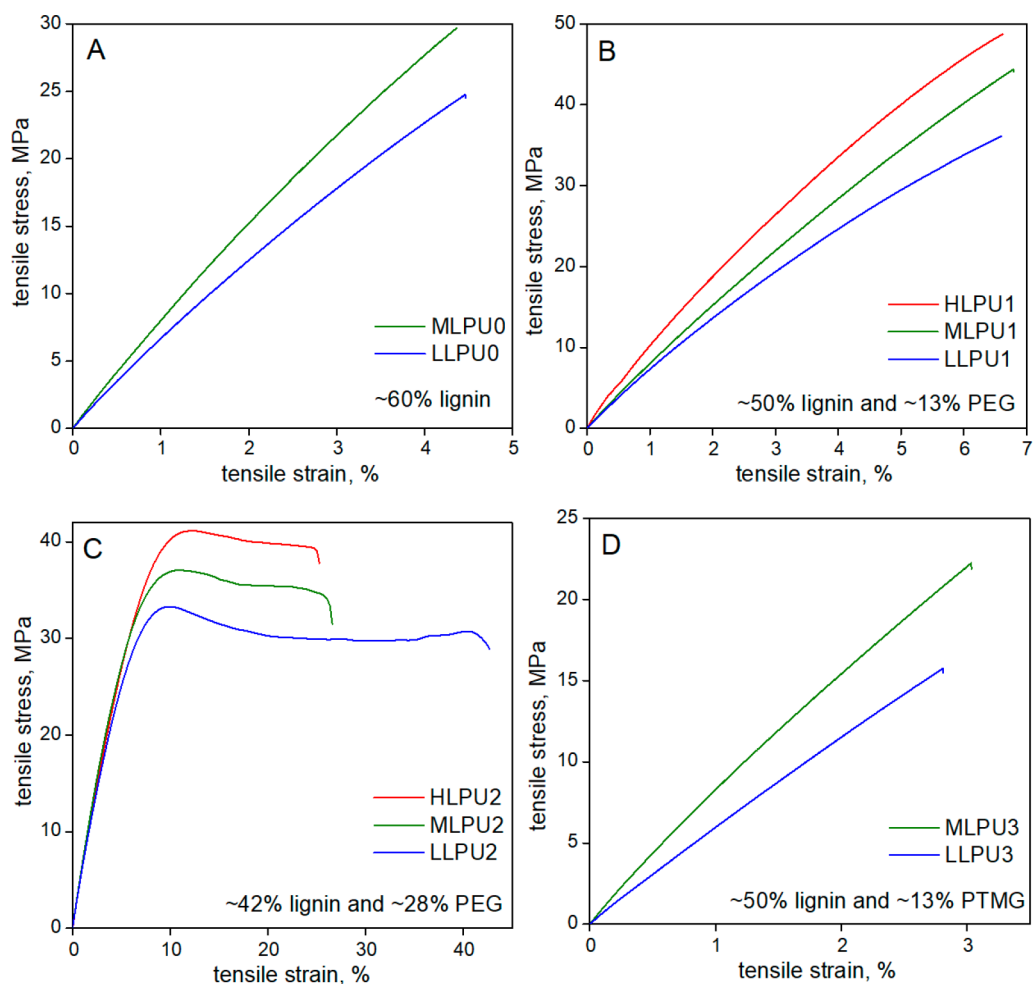 A
30
25
20
15
10
5
0
tensile stress, MPa
MLPU0
LLPU0
~60% lignin
0
1
2
3
4
5
tensile strain, %
B
50
40
30
20
10
0
tensile stress, MPa
HLPU1
MLPU1
LLPU1
~50% lignin and ~13% PEG
0
1
2
3
4
5
6
7
tensile strain, %
C
40
30
20
10
0
tensile stress, MPa
HLPU2
MLPU2
LLPU2
~42% lignin and ~28% PEG
0
10
20
30
40
tensile strain, %
D
25
20
15
10
5
0
tensile stress, MPa
MLPU3
LLPU3
~50% lignin and ~13% PTMG
0
1
2
3
tensile strain, %